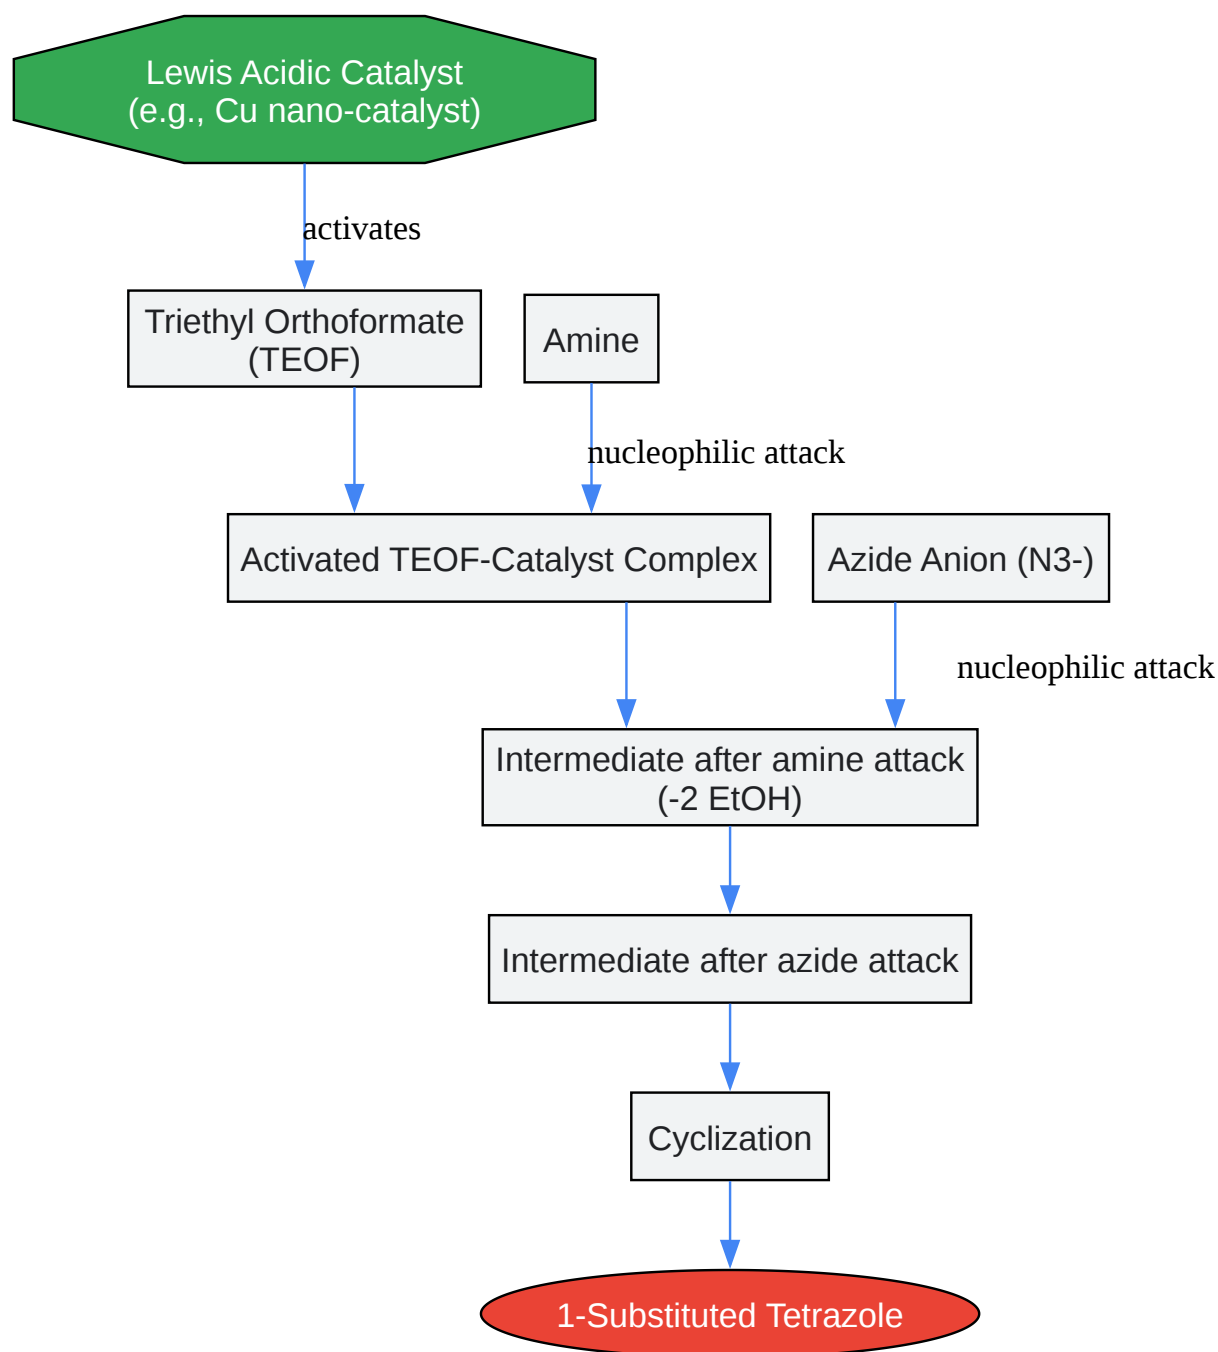 Lewis Acidic Catalyst
(e.g., Cu nano-catalyst)
activates
Triethyl Orthoformate
(TEOF)
Amine
nucleophilic attack
Activated TEOF-Catalyst Complex
Azide Anion (N3-)
nucleophilic attack
Intermediate after amine attack
(-2 EtOH)
Intermediate after azide attack
Cyclization
1-Substituted Tetrazole